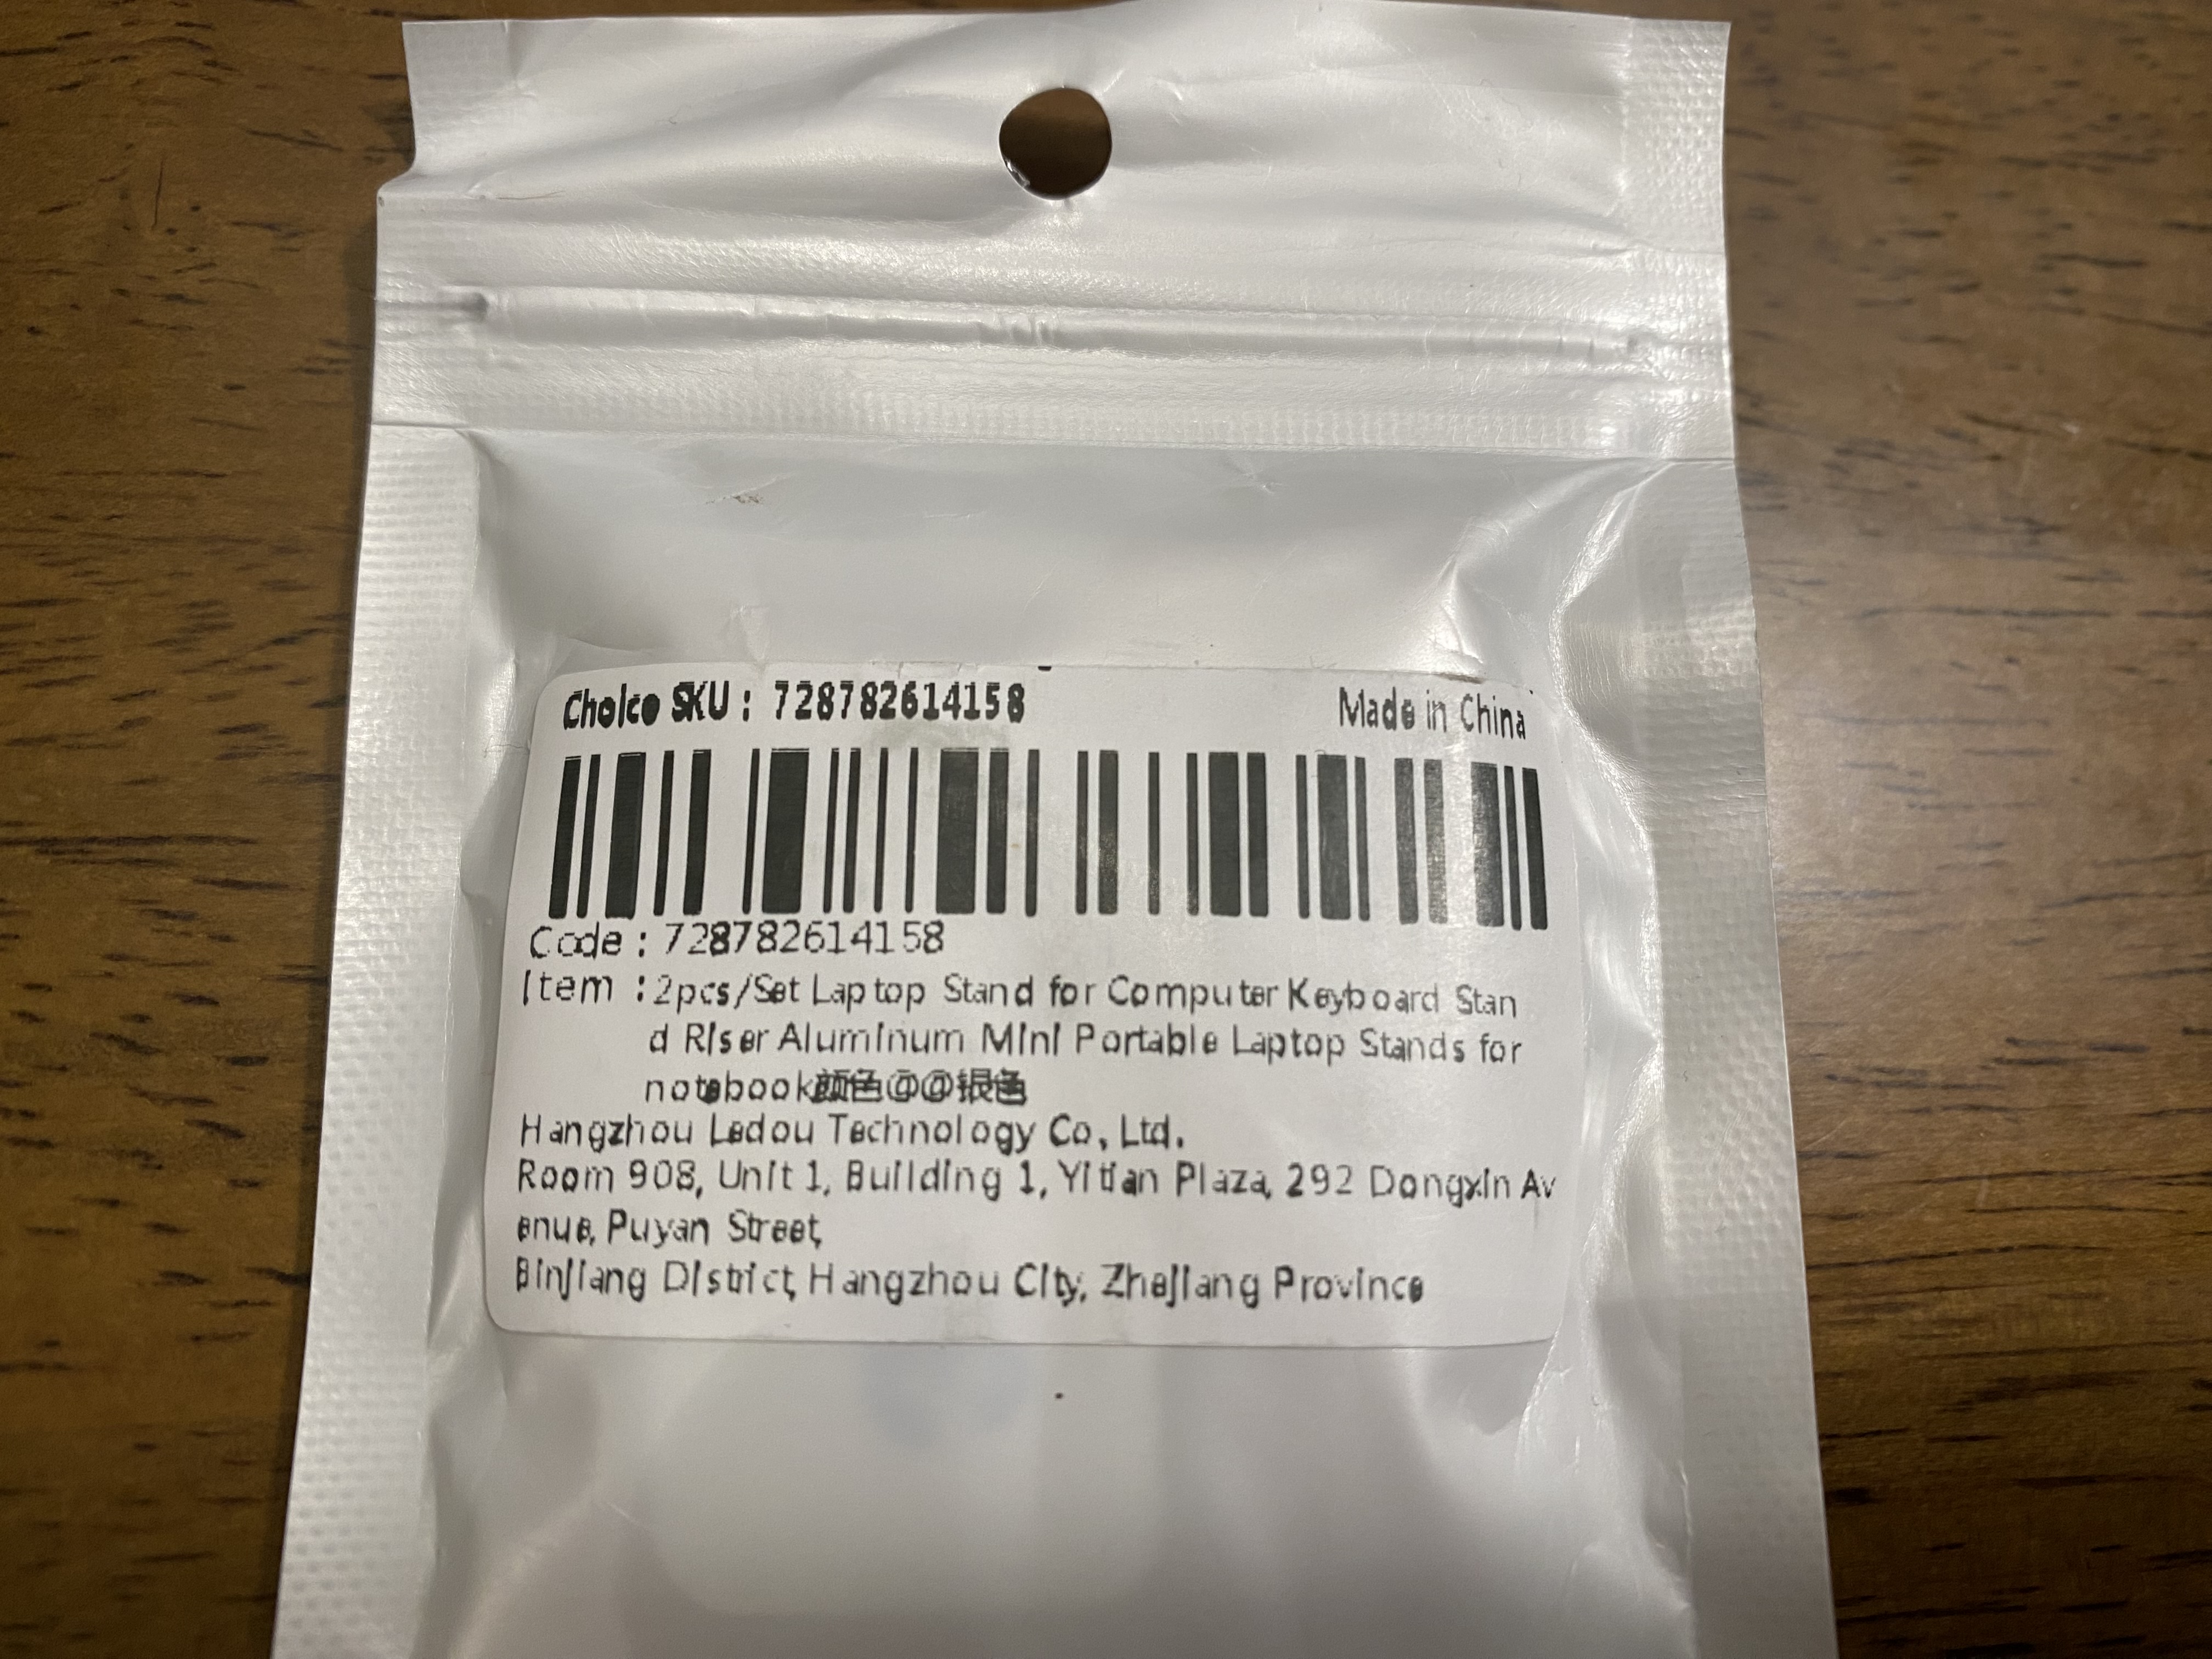 Choice SKU : 728782614158
Made in China
Code : 728782614158
Item : 2pcs/Set Laptop Stand for Computer Keyboard Stan
d Riser Aluminum Mini Portable Laptop Stands for
notebook颜色@@银色
Hangzhou Ledou Technology Co., Ltd.
Room 908, Unit 1, Building 1, Yitian Plaza, 292 Dongxin Av
enue, Puyan Street,
Binjiang District, Hangzhou City, Zhejiang Province